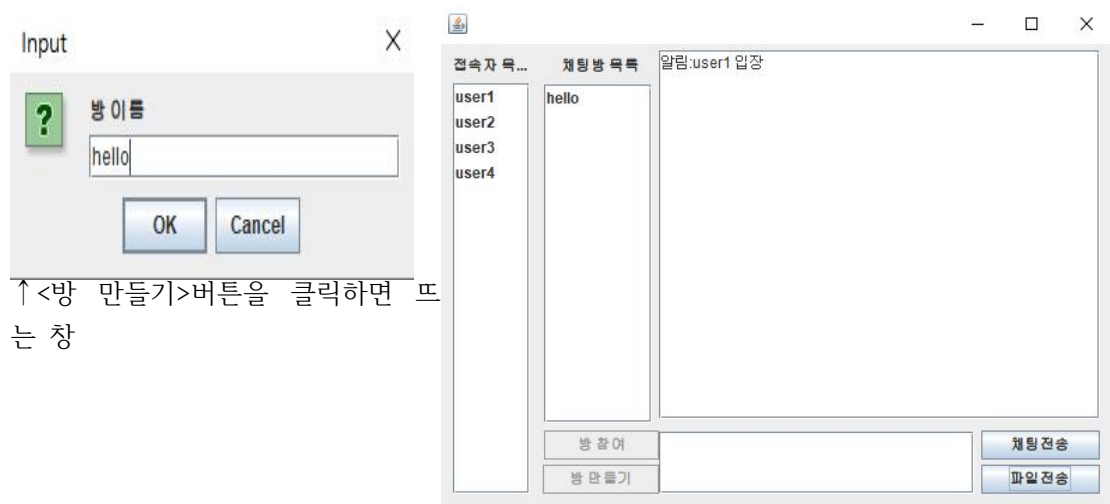 Input
방 이름
hello
OK
Cancel
↑<방 만들기>버튼을 클릭하면 뜨
는 창
접속자 목...
채팅방 목록
알림:user1 입장
user1
user2
user3
user4
hello
방 참여
방 만들기
채팅전송
파일전송